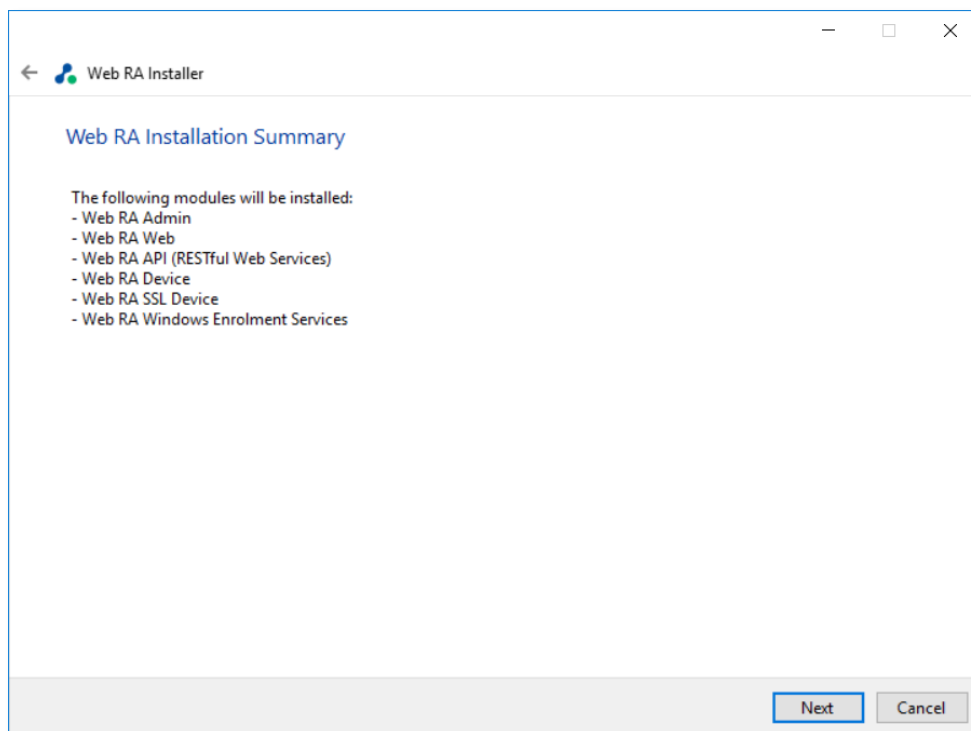 Web RA Installer
Web RA Installation Summary
The following modules will be installed:
- Web RA Admin
- Web RA Web
- Web RA API (RESTful Web Services)
- Web RA Device
- Web RA SSL Device
- Web RA Windows Enrolment Services
Next Cancel